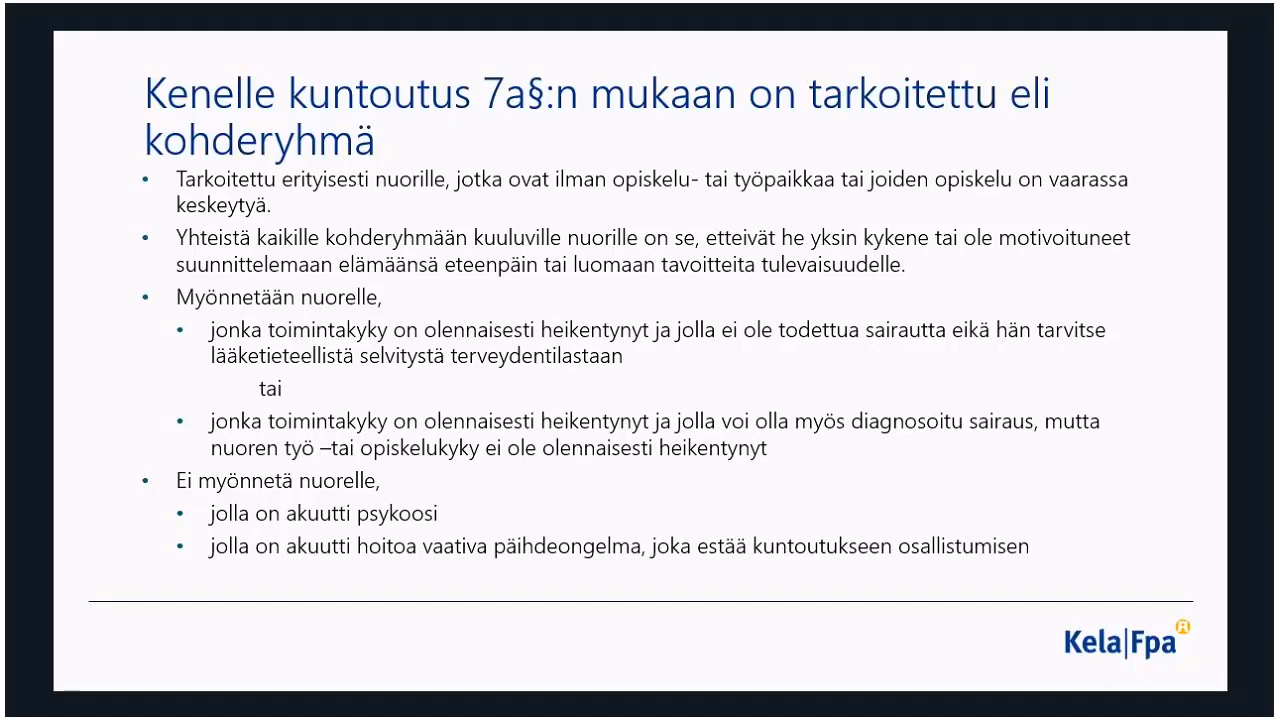 Kenelle kuntoutus 7a§:n mukaan on tarkoitettu eli
kohderyhmä
• Tarkoitettu erityisesti nuorille, jotka ovat ilman opiskelu- tai työpaikkaa tai joiden opiskelu on vaarassa
keskeytyä.
• Yhteistä kaikille kohderyhmään kuuluville nuorille on se, etteivät he yksin kykene tai ole motivoituneet
suunnittelemaan elämäänsä eteenpäin tai luomaan tavoitteita tulevaisuudelle.
• Myönnetään nuorelle,
• jonka toimintakyky on olennaisesti heikentynyt ja jolla ei ole todettua sairautta eikä hän tarvitse
lääketieteellistä selvitystä terveydentilastaan
tai
• jonka toimintakyky on olennaisesti heikentynyt ja jolla voi olla myös diagnosoitu sairaus, mutta
nuoren työ –tai opiskelukyky ei ole olennaisesti heikentynyt
• Ei myönnetä nuorelle,
• jolla on akuutti psykoosi
• jolla on akuutti hoitoa vaativa päihdeongelma, joka estää kuntoutukseen osallistumisen
Kela|Fpa